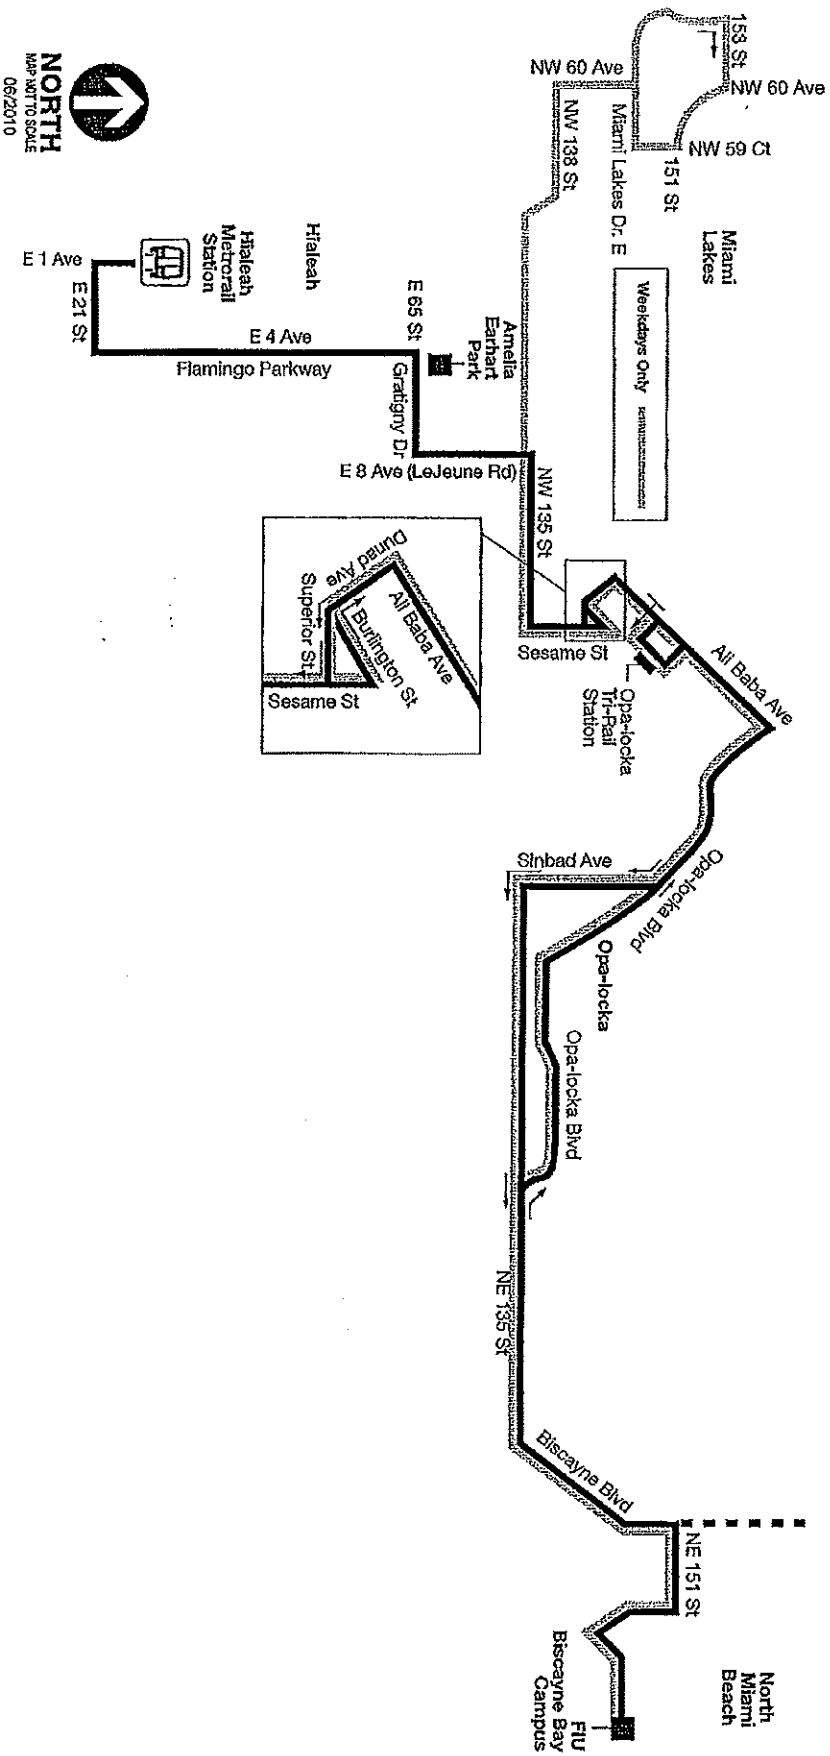 153 St
NW 60 Ave
NW 60 Ave
NW 138 St
Miami Lakes Dr. E
NW 59 Ct
151 St
Miami
Lakes
Weekdays Only
NORTH
MAP NOT TO SCALE
06/2010
Hialeah
Metrorail
Station
Hialeah
E 1 Ave
E 21 St
E 4 Ave
Flamingo Parkway
E 65 St
Amelia
Earhart
Park
Gratigny Dr
E 8 Ave (LeJeune Rd)
NW 135 St
Sesame St
Dunad Ave
Ali Baba Ave
Burlington St
Superior St
Sesame St
Ali Baba Ave
Opa-locka
Tri-Rail
Station
Sinbad Ave
Opa-locka Blvd
Opa-locka
Opa-locka Blvd
NE 135 St
Biscayne Blvd
NE 151 St
North
Miami
Beach
FIU
Biscayne Bay
Campus